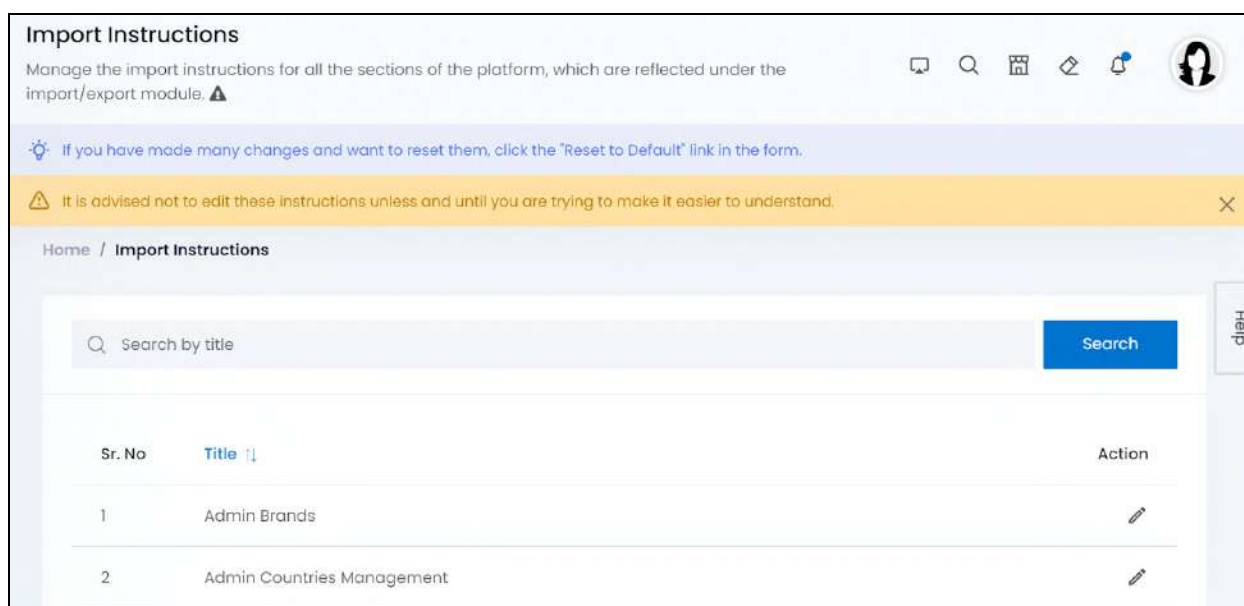 Import Instructions
Manage the import instructions for all the sections of the platform, which are reflected under the
import/export module.
If you have made many changes and want to reset them, click the "Reset to Default" link in the form.
It is advised not to edit these instructions unless and until you are trying to make it easier to understand.
Home / Import Instructions
Help
Search by title
Search
Sr. No Title Action
1 Admin Brands
2 Admin Countries Management